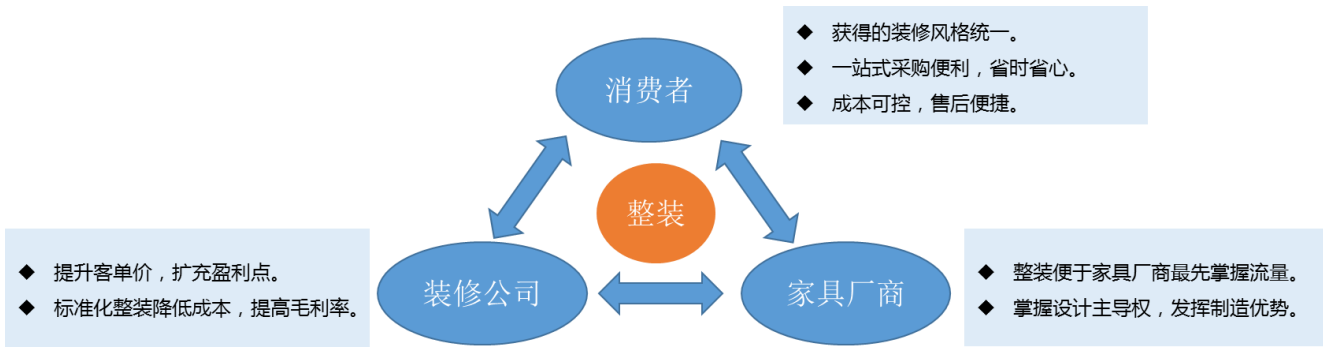 ◆ 获得的装修风格统一。
◆ 一站式采购便利，省时省心。
◆ 成本可控，售后便捷。
消费者
整装
◆ 提升客单价，扩充盈利点。
◆ 标准化整装降低成本，提高毛利率。
装修公司
家具厂商
◆ 整装便于家具厂商最先掌握流量。
◆ 掌握设计主导权，发挥制造优势。